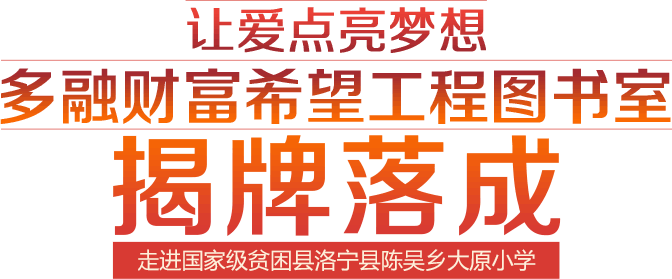 让爱点亮梦想
多融财富希望工程图书室
揭牌落成
走进国家级贫困县洛宁县陈吴乡大原小学